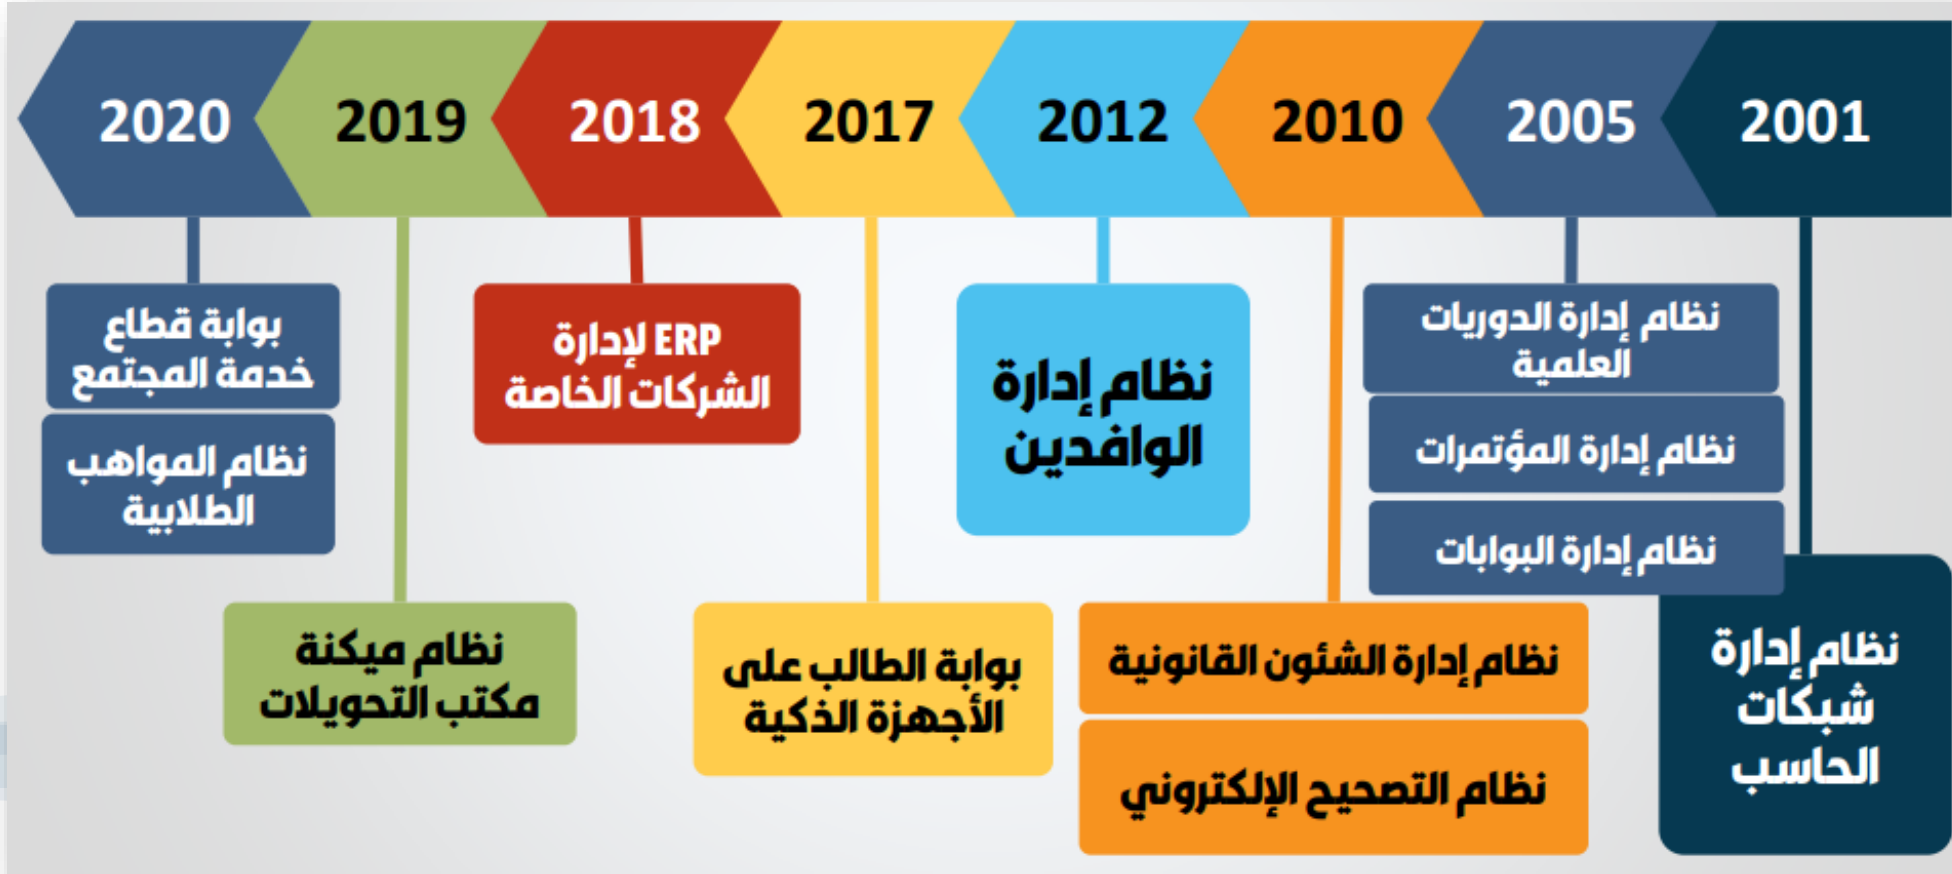 2001
2005
2010
2012
2017
2018
2019
2020
نظام إدارة
شبكات
الحاسب
نظام إدارة الدوريات
العلمية
نظام إدارة المؤتمرات
نظام إدارة البوابات
نظام إدارة الشئون القانونية
نظام التصحيح الإلكتروني
نظام إدارة
الوافدين
بوابة الطالب على
الأجهزة الذكية
ERP لإدارة
الشركات الخاصة
نظام ميكنة
مكتب التحويلات
بوابة قطاع
خدمة المجتمع
نظام المواهب
الطلابية